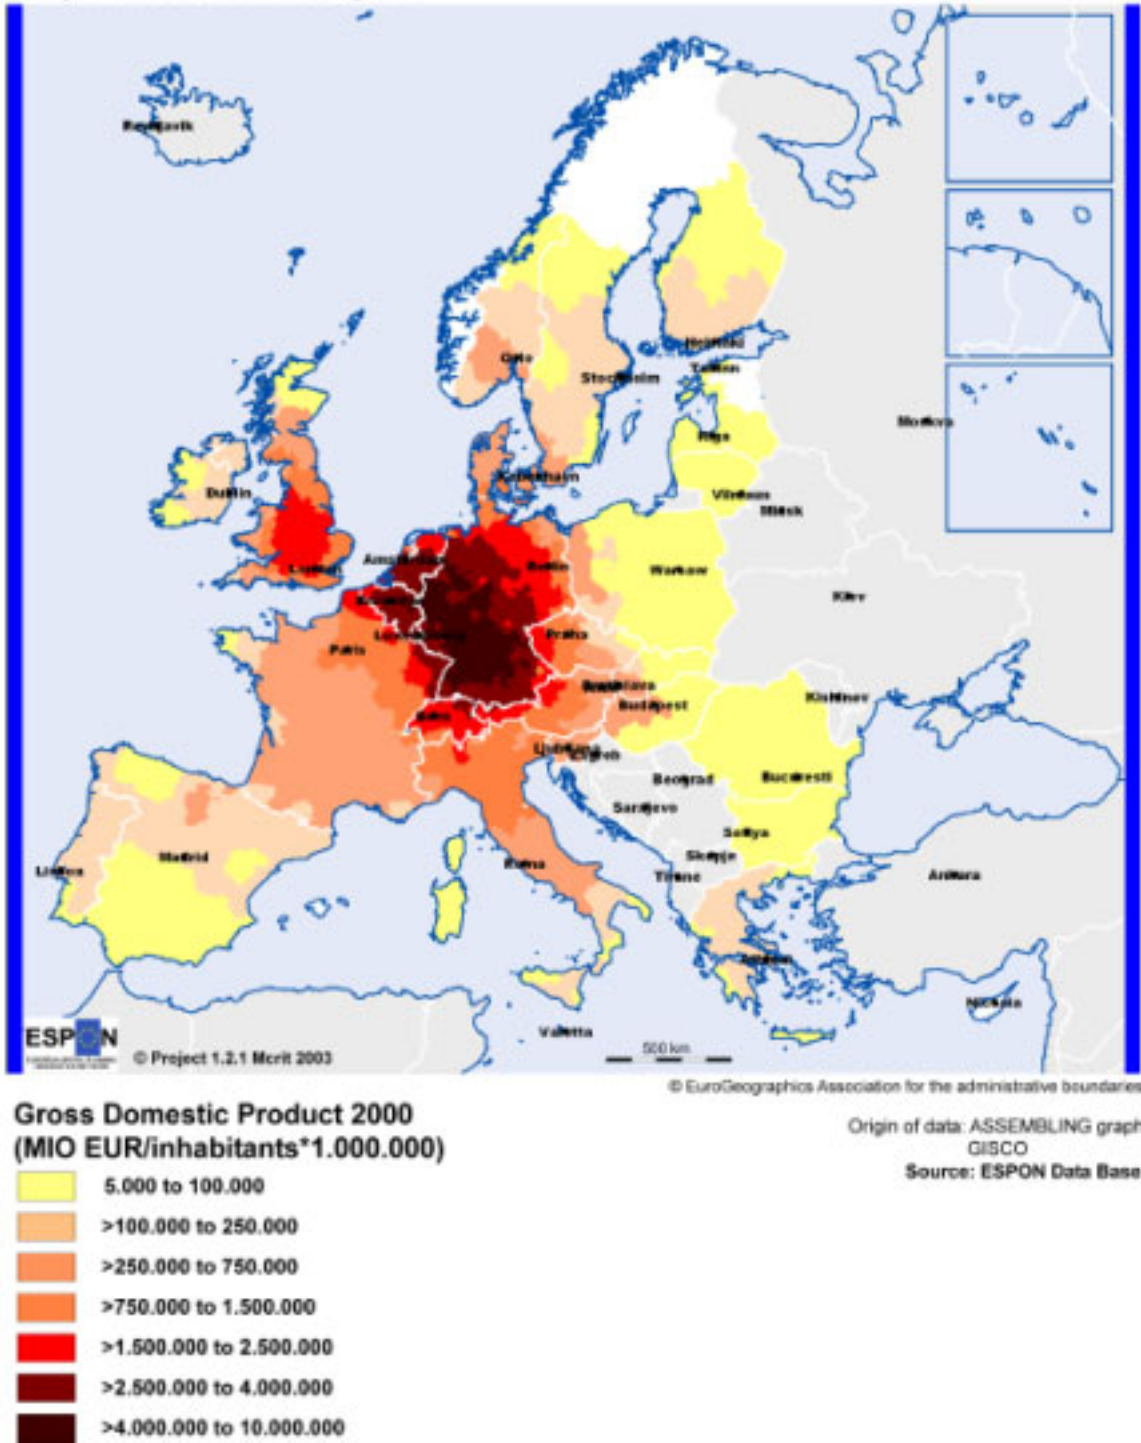 Reykjavik
Oslo
Helsinki
Tallinn
Stockholm
Moskva
Riga
Kobenhavn
Dublin
Vilnius
Minsk
Amsterdam
London
Berlin
Warsaw
Kiev
Luxembourg
Praha
Paris
Bratislava
Budapest
Kishinev
Bern
Ljubljana
Zagreb
Beograd
Bucuresti
Sarajevo
Sofiya
Madrid
Skopje
Lisboa
Roma
Tirane
Ankara
Athinai
Nicosia
Valletta
ESPON
© Project 1.2.1 Mcrit 2003
500 km
© EuroGeographics Association for the administrative boundaries
Gross Domestic Product 2000
(MIO EUR/inhabitants*1.000.000)
Origin of data: ASSEMBLING graph
GISCO
Source: ESPON Data Base
5.000 to 100.000
>100.000 to 250.000
>250.000 to 750.000
>750.000 to 1.500.000
>1.500.000 to 2.500.000
>2.500.000 to 4.000.000
>4.000.000 to 10.000.000